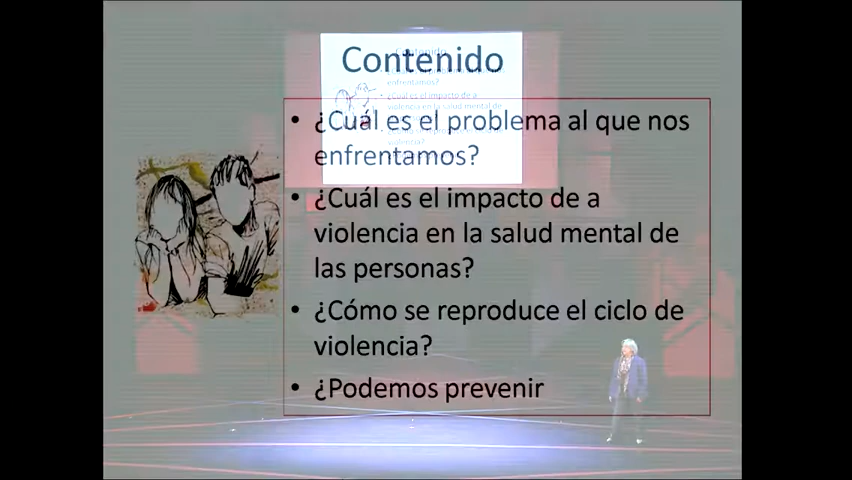 Contenido
• ¿Cuál es el problema al que nos
enfrentamos?
• ¿Cuál es el impacto de a
violencia en la salud mental de
las personas?
• ¿Cómo se reproduce el ciclo de
violencia?
• ¿Podemos prevenir